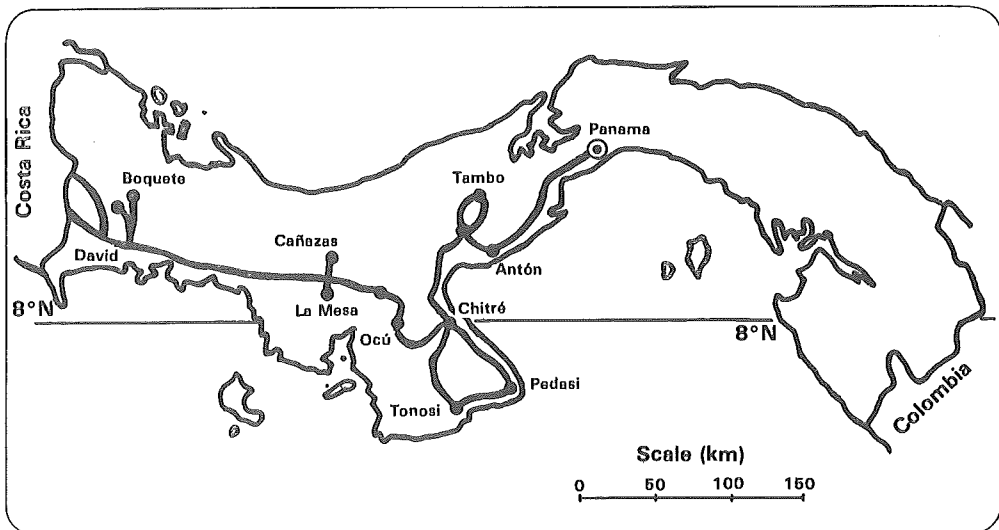 Costa Rica
Boquete
David
Cañazas
La Mesa
Ocú
Tonosi
Pedasi
Chitré
Antón
Tambo
Panama
8°N
8°N
Colombia
Scale (km)
0 50 100 150